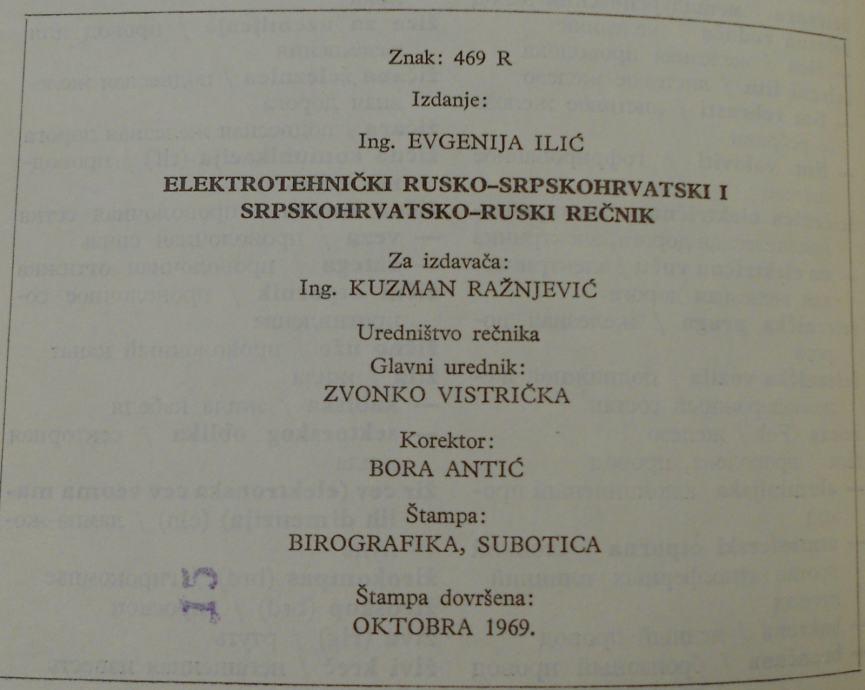 Znak: 469 R
Izdanje:
Ing. EVGENIJA ILIĆ
ELEKTROTEHNIČKI RUSKO–SRPSKOHRVATSKI I
SRPSKOHRVATSKO–RUSKI REČNIK
Za izdavača:
Ing. KUZMAN RAŽNJEVIĆ
Uredništvo rečnika
Glavni urednik:
ZVONKO VISTRIČKA
Korektor:
BORA ANTIĆ
Štampa:
BIROGRAFIKA, SUBOTICA
Štampa dovršena:
OKTOBRA 1969.